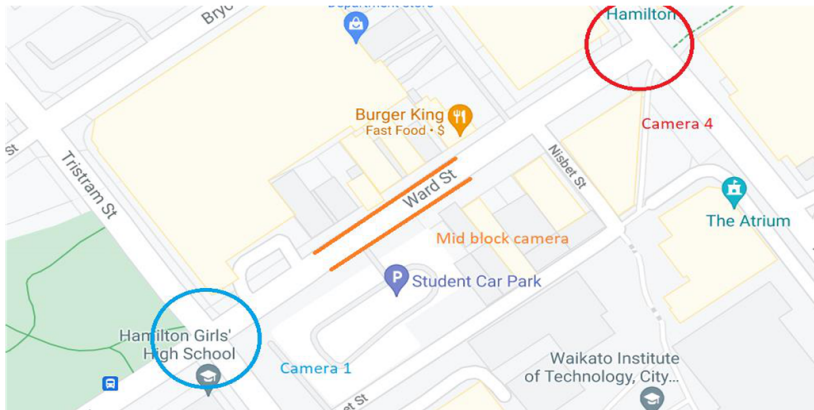 Department Store
Hamilton
Bryc
Burger King
Fast Food • $
Camera 4
St
Tristram St
Nisbet St
Ward St
The Atrium
Mid block camera
Student Car Park
Hamilton Girls'
High School
Camera 1
Waikato Institute
of Technology, City...
et St